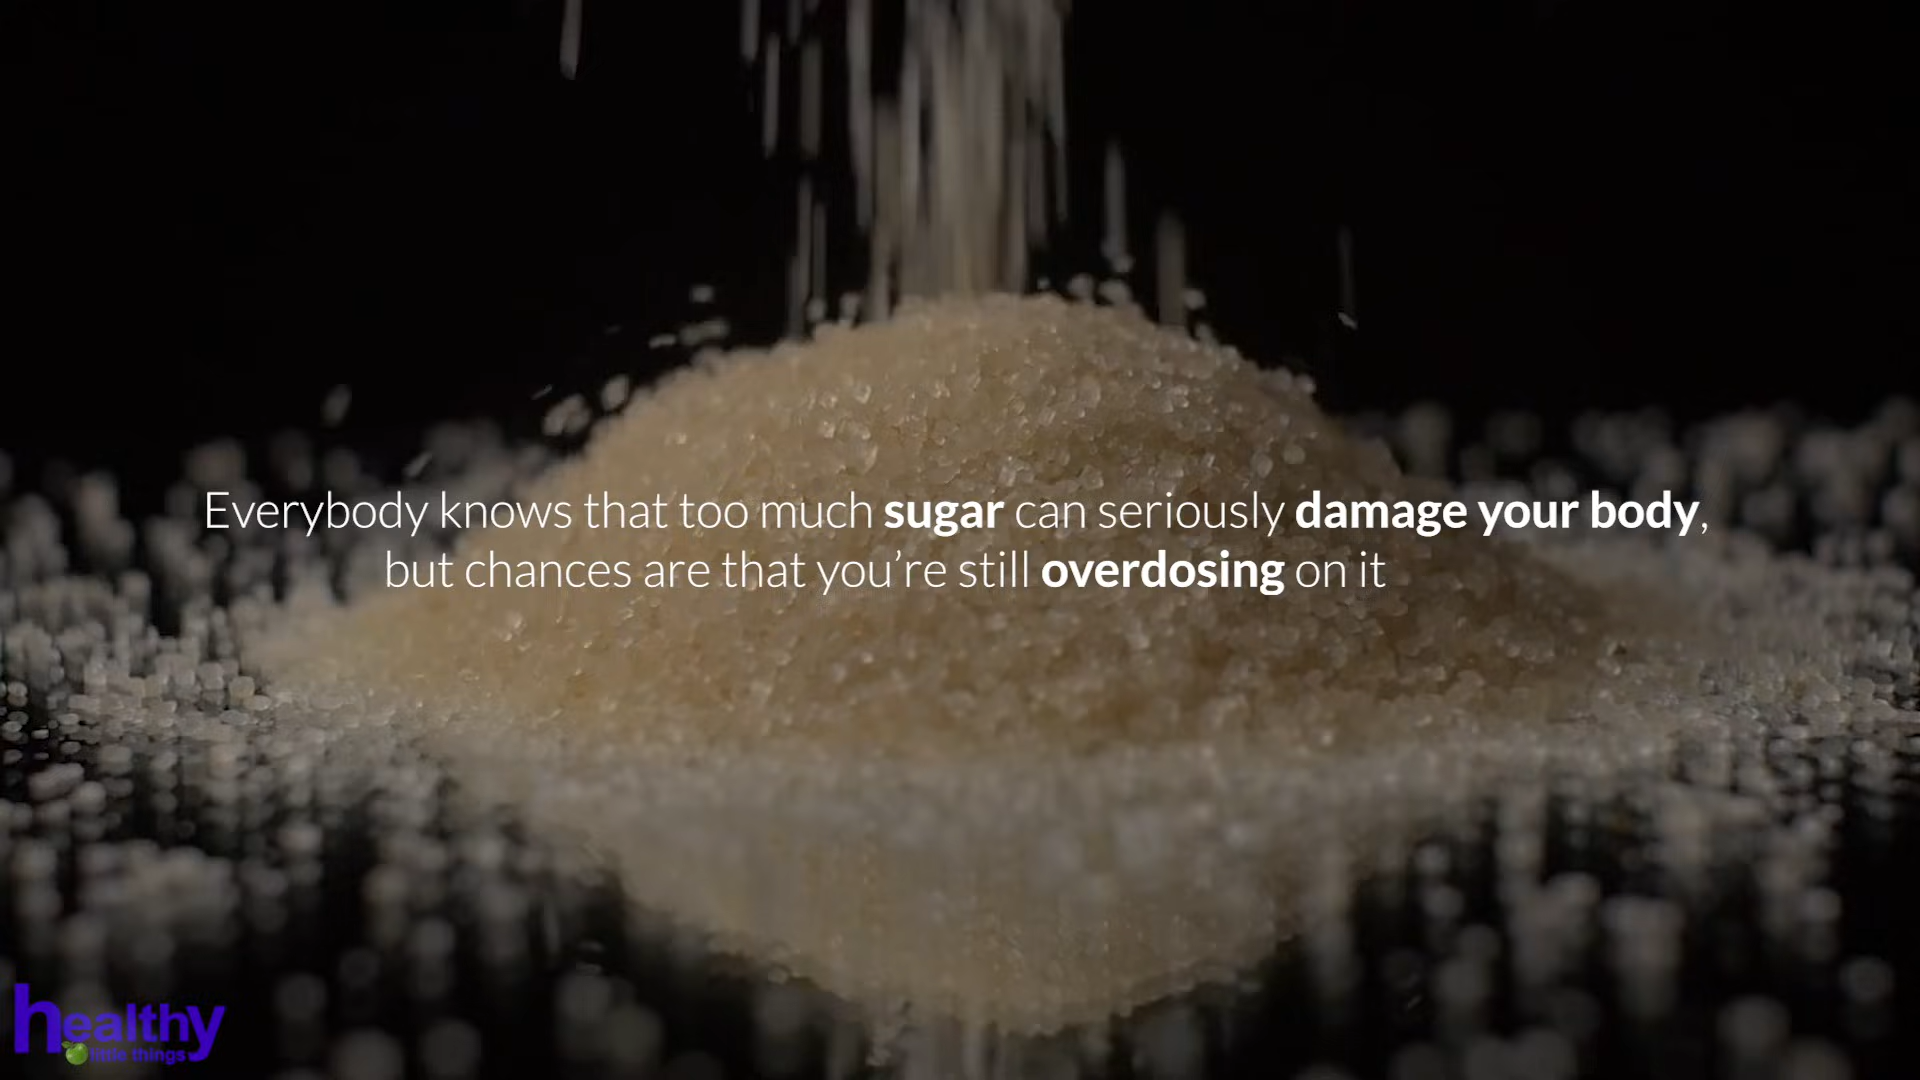 Everybody knows that too much sugar can seriously damage your body,
but chances are that you’re still overdosing on it
healthy
little things